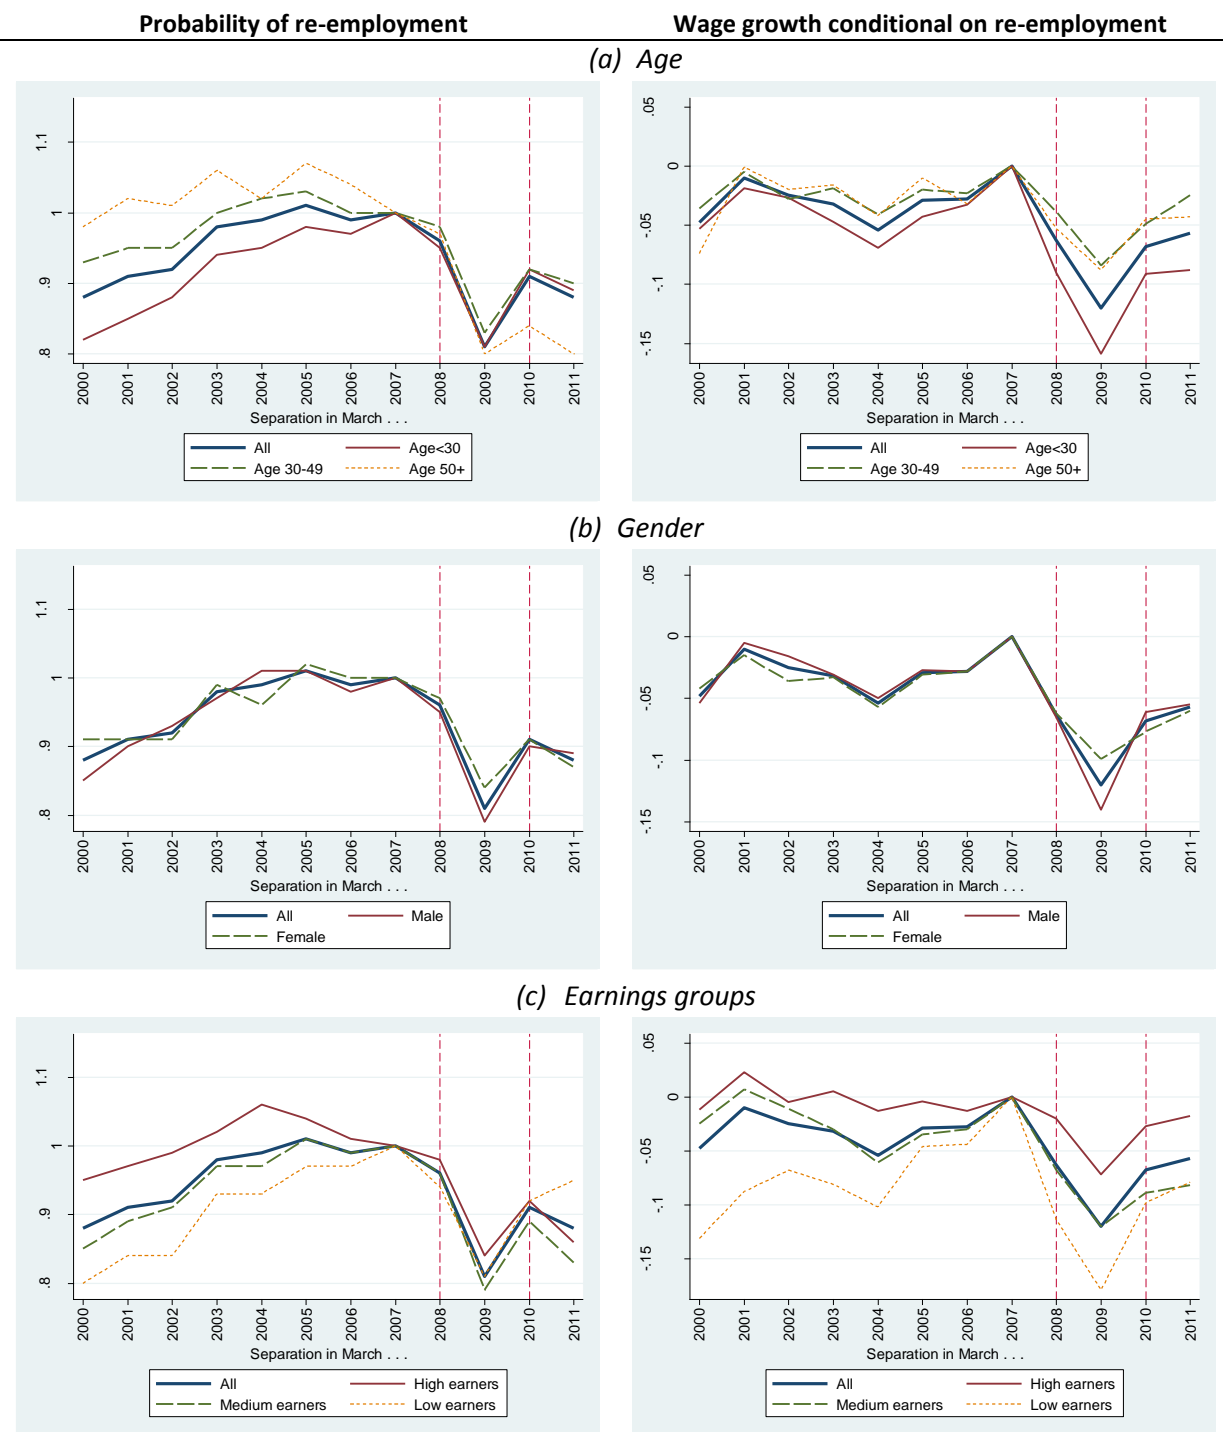 Probability of re-employment
Wage growth conditional on re-employment
(a) Age
1.1
1
.9
.8
2000 2001 2002 2003 2004 2005 2006 2007 2008 2009 2010 2011
Separation in March . . .
All Age<30
Age 30-49 Age 50+
.05
0
-.05
-.1
-.15
2000 2001 2002 2003 2004 2005 2006 2007 2008 2009 2010 2011
Separation in March . . .
All Age<30
Age 30-49 Age 50+
(b) Gender
1.1
1
.9
.8
2000 2001 2002 2003 2004 2005 2006 2007 2008 2009 2010 2011
Separation in March . . .
All Male
Female
.05
0
-.05
-.1
-.15
2000 2001 2002 2003 2004 2005 2006 2007 2008 2009 2010 2011
Separation in March . . .
All Male
Female
(c) Earnings groups
1.1
1
.9
.8
2000 2001 2002 2003 2004 2005 2006 2007 2008 2009 2010 2011
Separation in March . . .
All High earners
Medium earners Low earners
.05
0
-.05
-.1
-.15
2000 2001 2002 2003 2004 2005 2006 2007 2008 2009 2010 2011
Separation in March . . .
All High earners
Medium earners Low earners